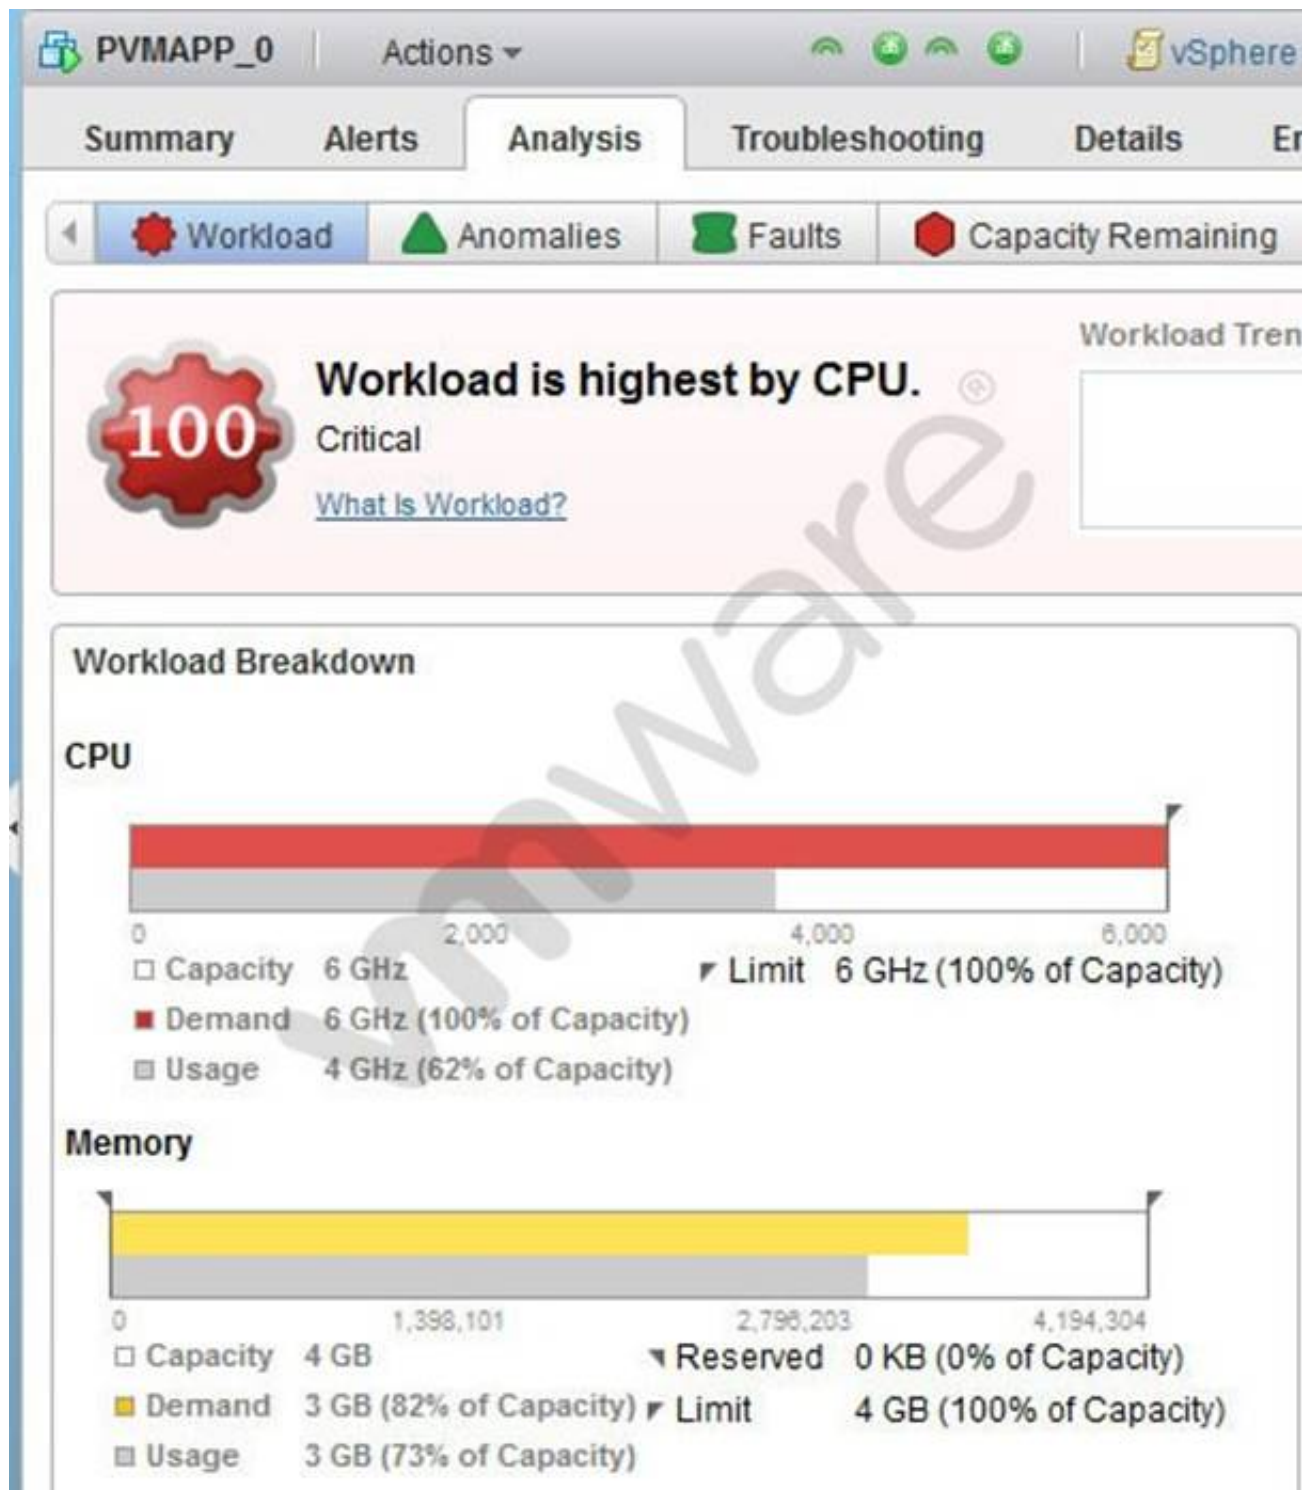 PVMAPP_0 Actions vSphere
Summary Alerts Analysis Troubleshooting Details
Workload Anomalies Faults Capacity Remaining
Workload Tren
100
Workload is highest by CPU.
Critical
What Is Workload?
vmware®
Workload Breakdown
CPU
0 2,000 4,000 6,000
Capacity 6 GHz Limit 6 GHz (100% of Capacity)
Demand 6 GHz (100% of Capacity)
Usage 4 GHz (62% of Capacity)
Memory
0 1,398,101 2,796,203 4,194,304
Capacity 4 GB Reserved 0 KB (0% of Capacity)
Demand 3 GB (82% of Capacity) Limit 4 GB (100% of Capacity)
Usage 3 GB (73% of Capacity)